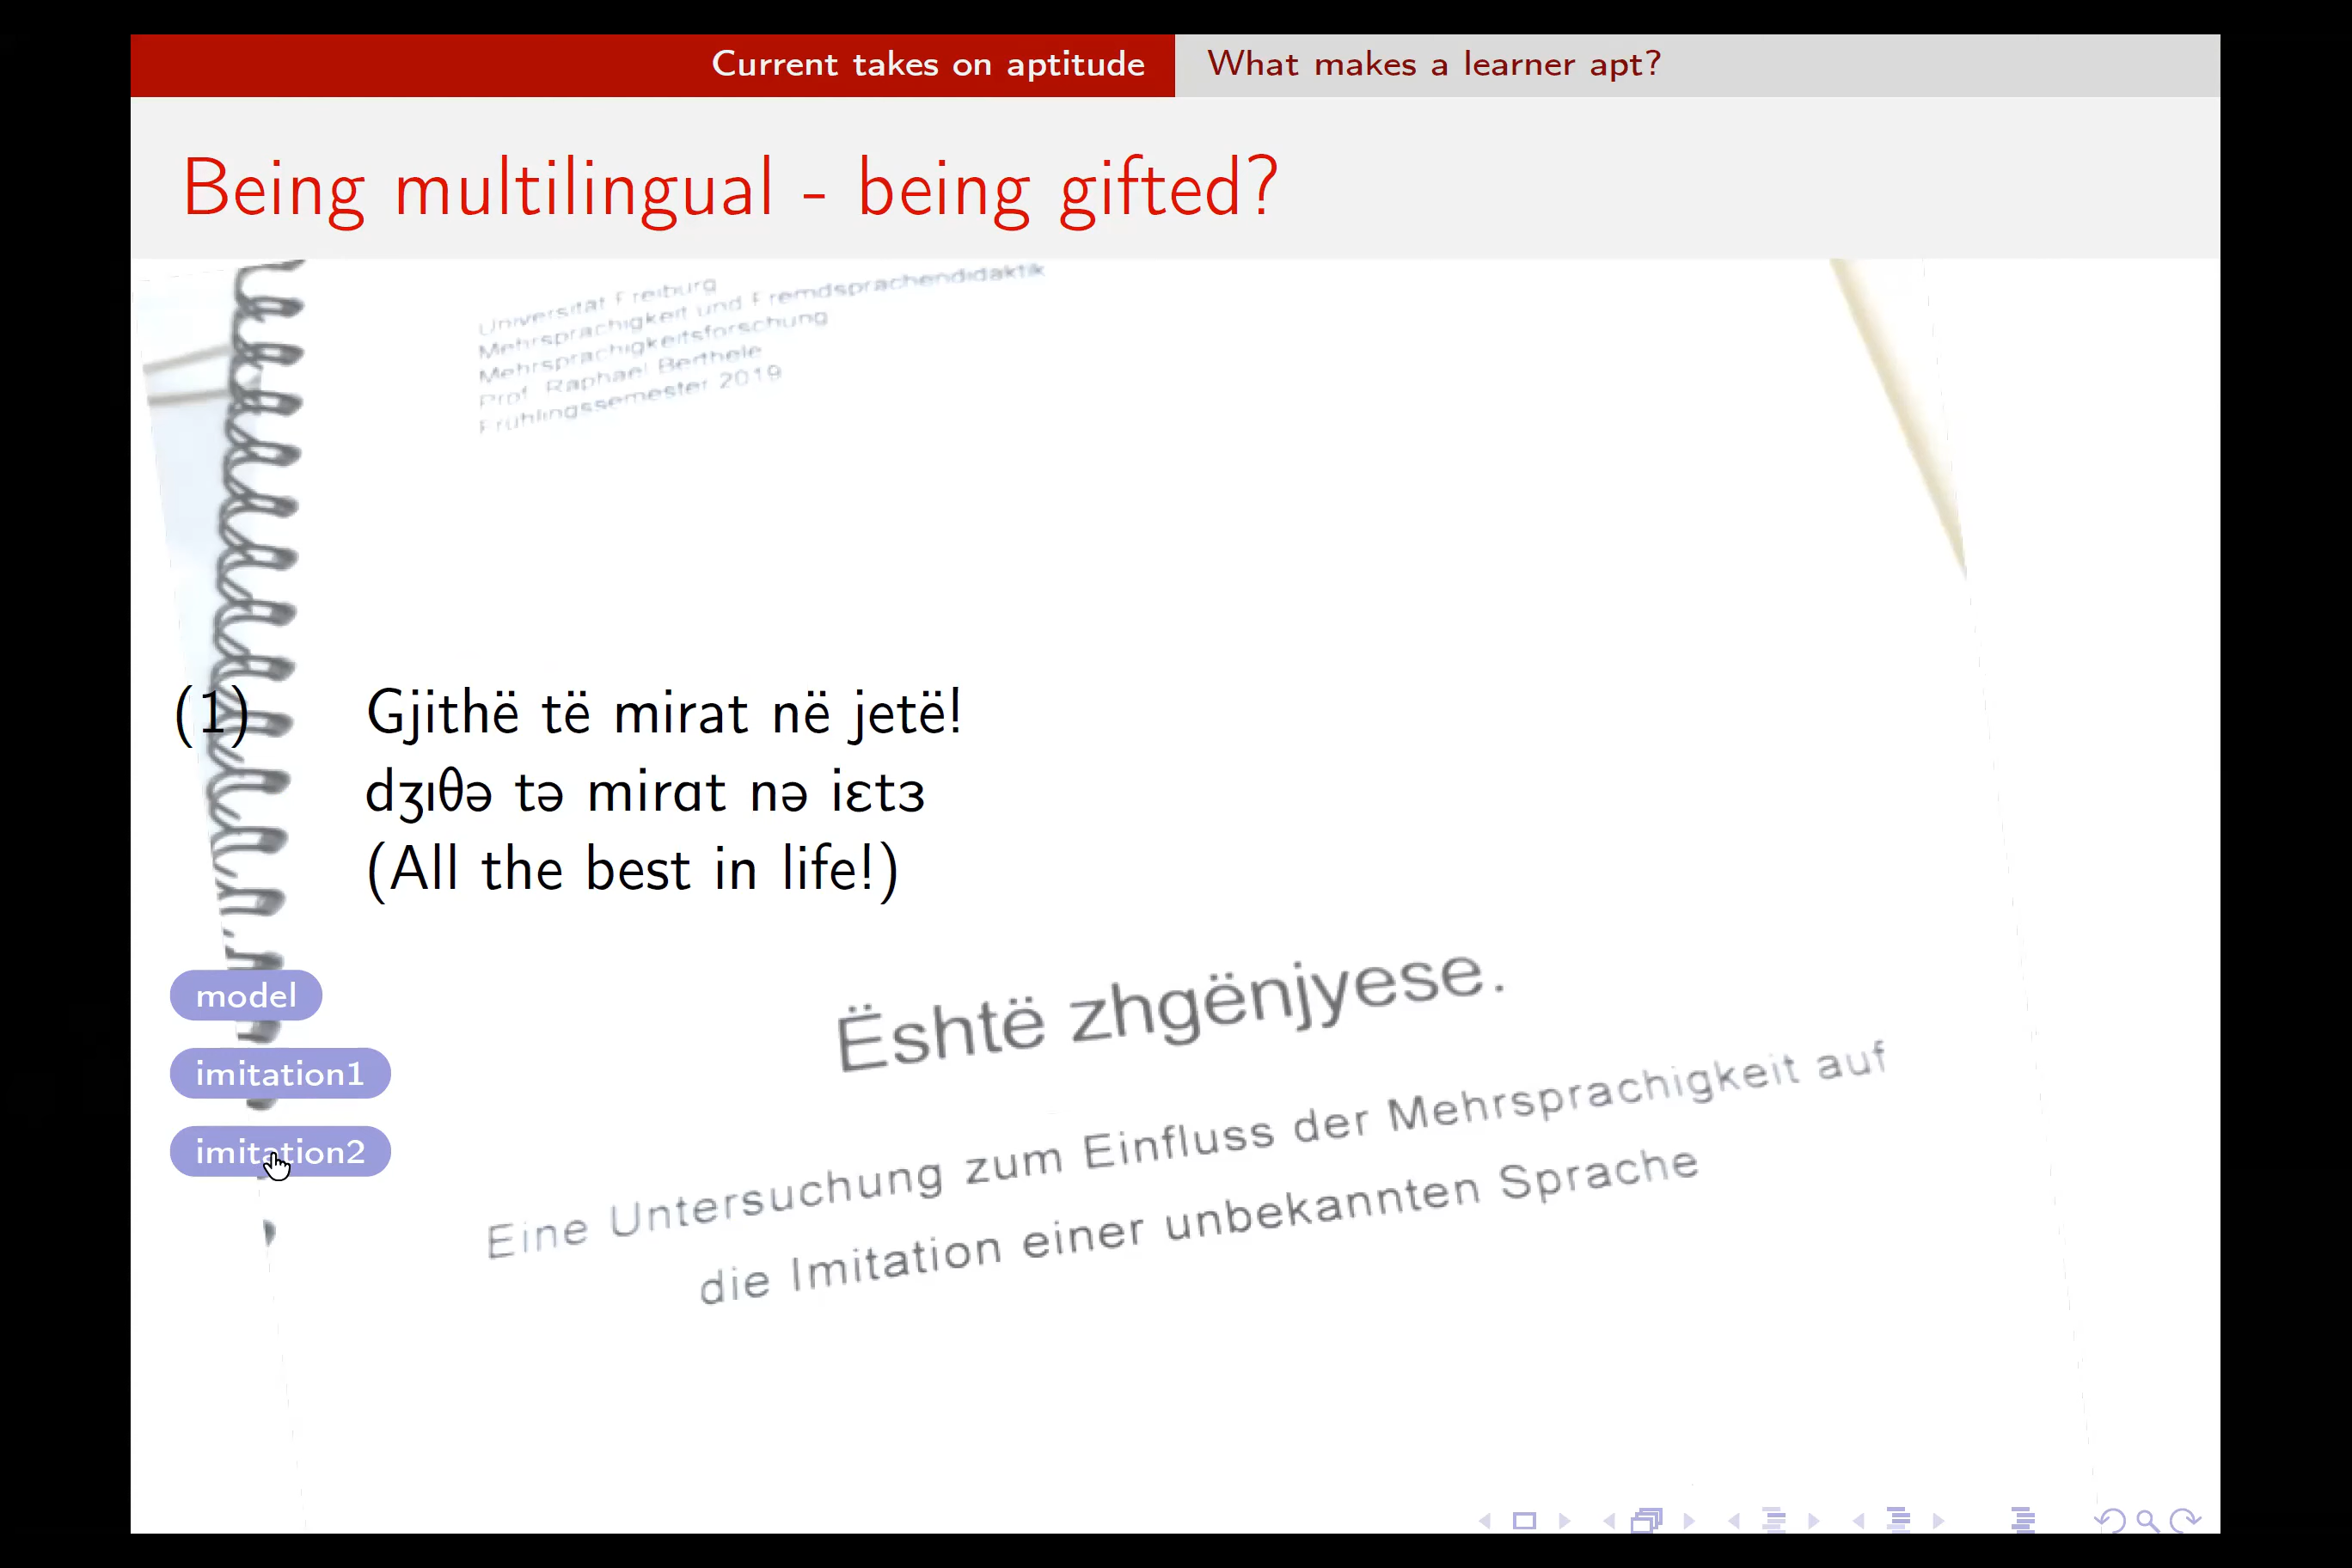 Current takes on aptitude
What makes a learner apt?
Being multilingual - being gifted?
Universität Freiburg
Mehrsprachigkeit und Fremdsprachendidaktik
Mehrsprachigkeitsforschung
Prof. Raphael Berthele
Frühlingssemester 2019
(1) Gjithë të mirat në jetë!
dʒıθə tə mirɑt nə iɛtɜ
(All the best in life!)
model
imitation1
imitation2
Është zhgënjyese.
Eine Untersuchung zum Einfluss der Mehrsprachigkeit auf
die Imitation einer unbekannten Sprache